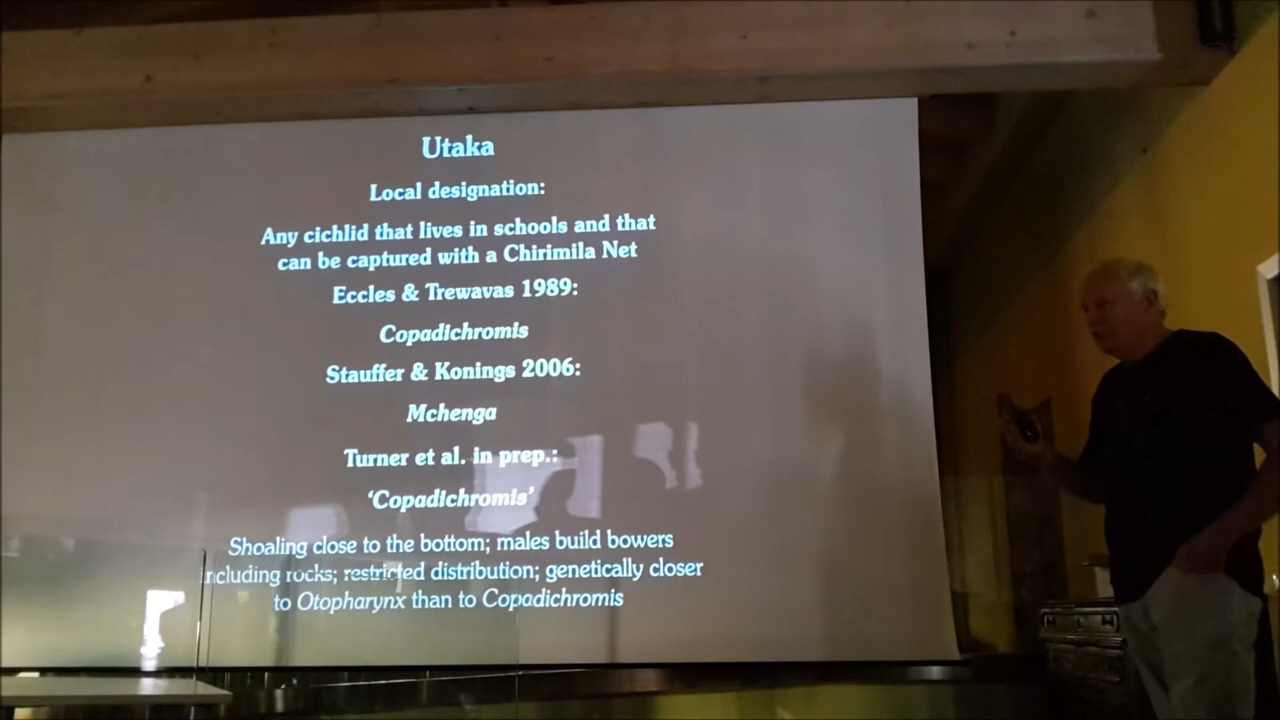 Utaka
Local designation:
Any cichlid that lives in schools and that
can be captured with a Chirimila Net
Eccles & Trewavas 1989:
Copadichromis
Stauffer & Konings 2006:
Mchenga
Turner et al. in prep.:
‘Copadichromis’
Shoaling close to the bottom; males build bowers
including rocks; restricted distribution; genetically closer
to Otopharynx than to Copadichromis